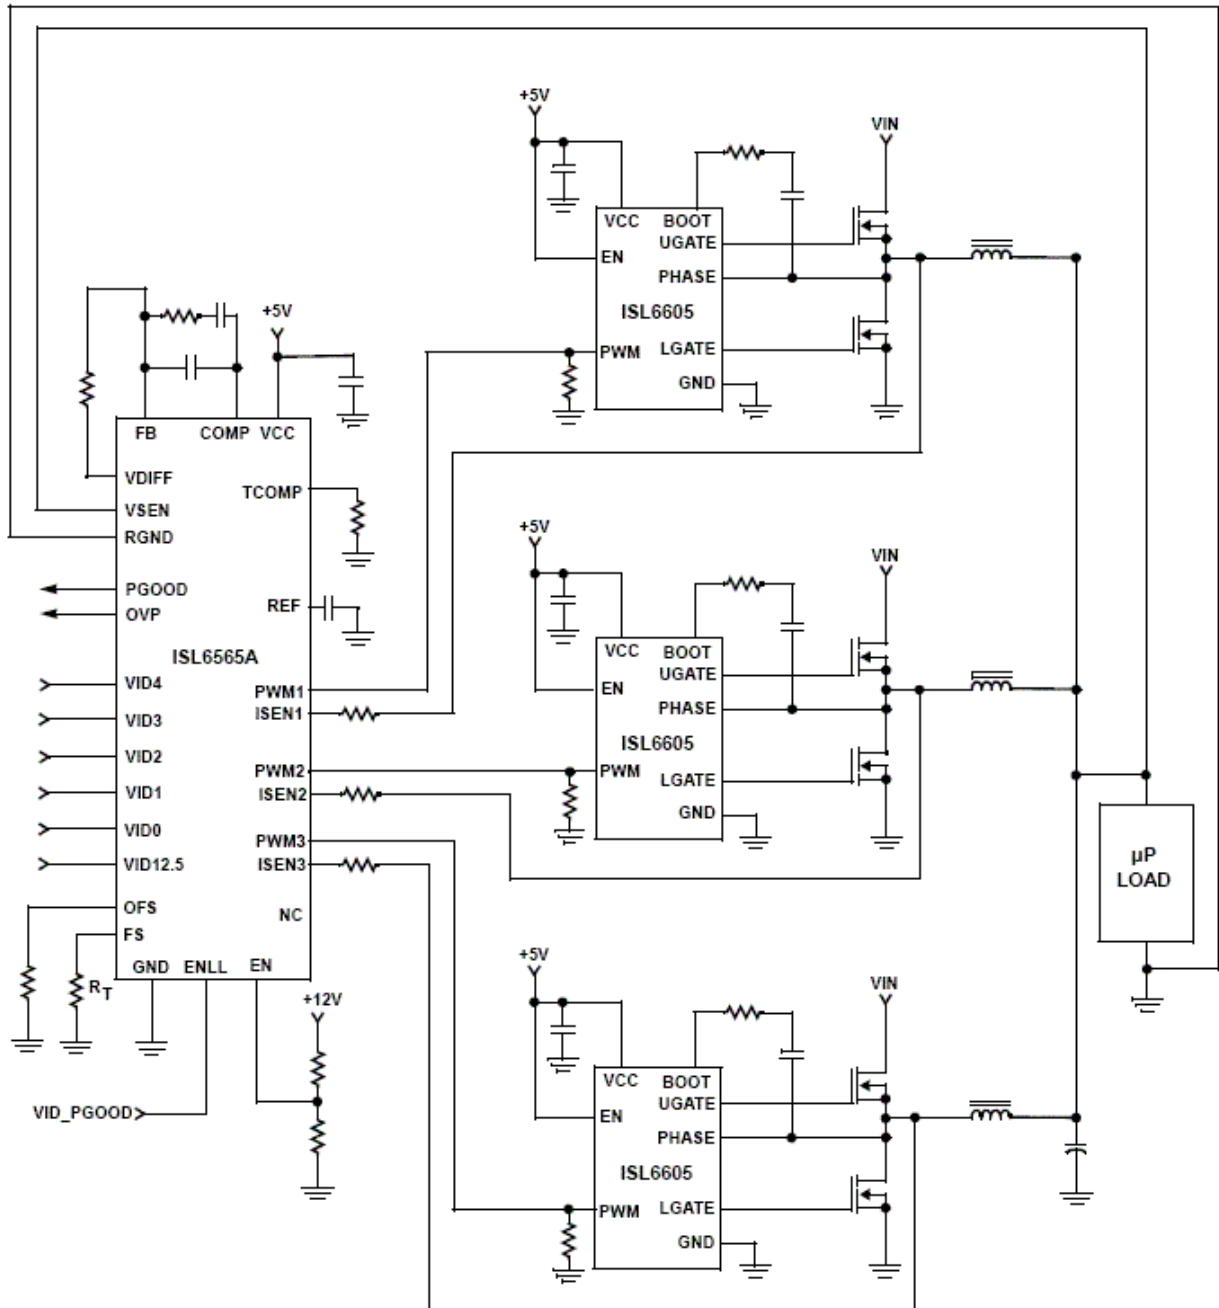 +5V
VIN
VCC
BOOT
UGATE
EN
PHASE
ISL6605
PWM
LGATE
GND
+5V
FB
COMP
VCC
VDIFF
TCOMP
VSEN
RGND
PGOOD
REF
OVP
ISL6565A
VID4
PWM1
ISEN1
VID3
VID2
PWM2
VID1
ISEN2
VID0
PWM3
VID12.5
ISEN3
OFS
NC
FS
GND
ENLL
EN
RT
+12V
VID_PGOOD
+5V
VIN
VCC
BOOT
UGATE
EN
PHASE
ISL6605
PWM
LGATE
GND
µP
LOAD
+5V
VIN
VCC
BOOT
UGATE
EN
PHASE
ISL6605
PWM
LGATE
GND